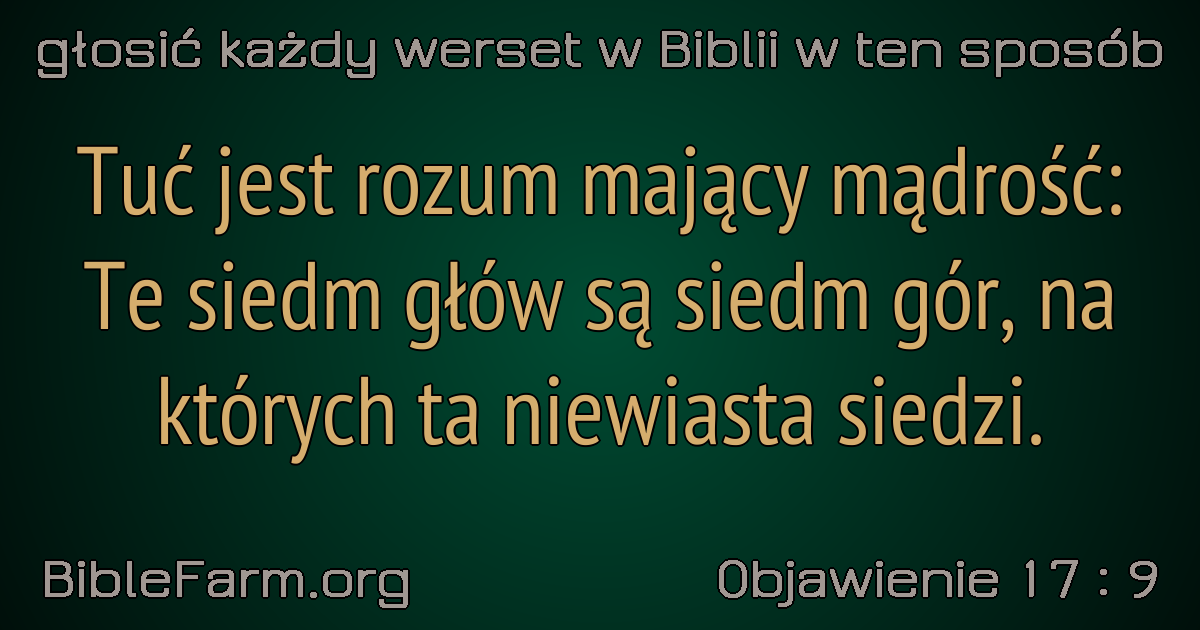 głosić każdy werset w Biblii w ten sposób
Tuć jest rozum mający mądrość:
Te siedm głów są siedm gór, na
których ta niewiasta siedzi.
BibleFarm.org
Objawienie 17 : 9